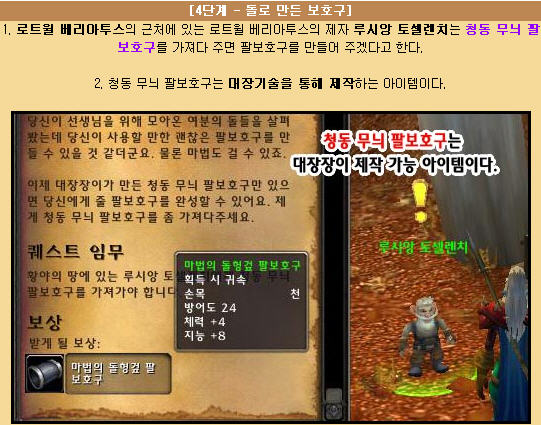 [4단계 - 돌로 만든 보호구]
1. 로트윌 베리아투스의 근처에 있는 로트윌 베리아투스의 제자 루시앙 토셀렌치는 청동 무늬 팔
보호구를 가져다 주면 팔보호구를 만들어 주겠다고 한다.
2. 청동 무늬 팔보호구는 대장기술을 통해 제작하는 아이템이다.
당신이 선생님을 위해 모아온 여분의 돌들을 살펴
봤는데 당신이 사용할 만한 괜찮은 팔보호구를 만
들 수 있을 것 같더군요. 물론 마법도 걸 수 있죠.
이제 대장장이가 만든 청동 무늬 팔보호구만 있으
면 당신에게 줄 팔보호구를 완성할 수 있어요. 제
게 청동 무늬 팔보호구를 좀 가져다주세요.
퀘스트 임무
황야의 땅에 있는 루시앙 토셀
팔보호구를 가져가야 합니다
보상
받게 될 보상:
마법의 돌형겊 팔
보호구
마법의 돌형겊 팔보호구
획득 시 귀속
손목 천
방어도 24
체력 +4
지능 +8
청동 무늬 팔보호구는
대장장이 제작 가능 아이템이다.
루시앙 토셀렌치